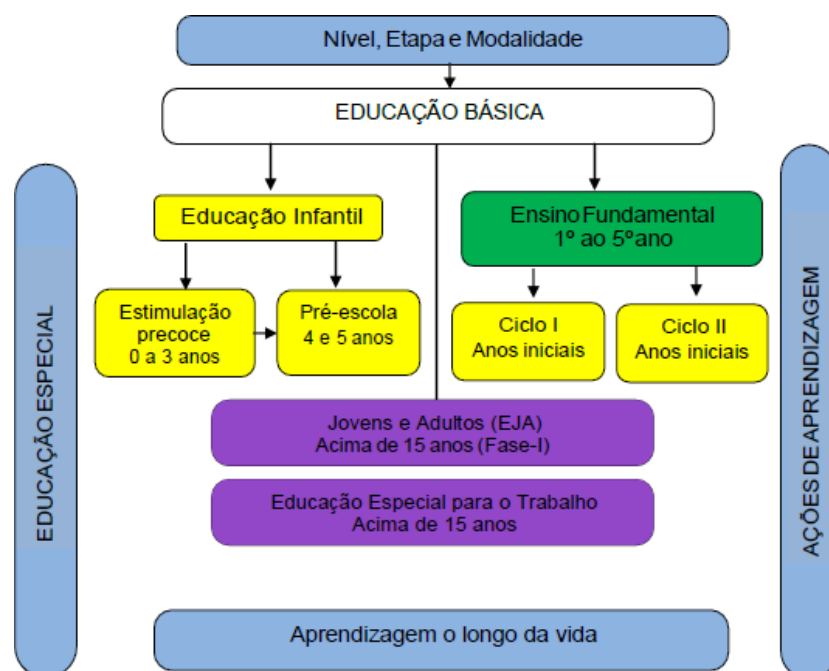 Nível, Etapa e Modalidade
EDUCAÇÃO BÁSICA
Educação Infantil
Ensino Fundamental
1º ao 5ºano
Estimulação
precoce
0 a 3 anos
Pré-escola
4 e 5 anos
Ciclo I
Anos iniciais
Ciclo II
Anos iniciais
Jovens e Adultos (EJA)
Acima de 15 anos (Fase-I)
Educação Especial para o Trabalho
Acima de 15 anos
Aprendizagem o longo da vida
EDUCAÇÃO ESPECIAL
AÇÕES DE APRENDIZAGEM